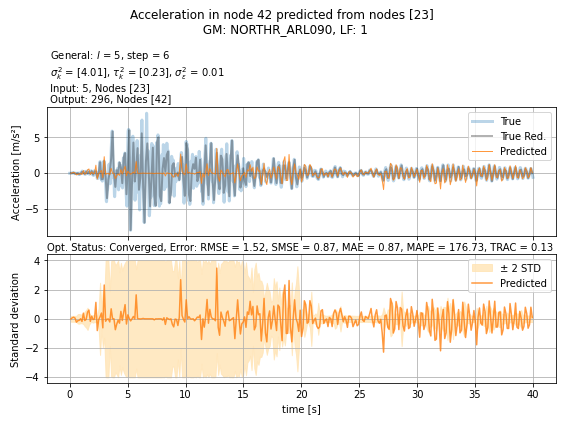 Acceleration in node 42 predicted from nodes [23]
GM: NORTHR_ARL090, LF: 1
General: l = 5, step = 6
σ²ₖ = [4.01], τ²ₖ = [0.23], σ²ε = 0.01
Input: 5, Nodes [23]
Output: 296, Nodes [42]
Acceleration [m/s²]
5
0
−5
True
True Red.
Predicted
Opt. Status: Converged, Error: RMSE = 1.52, SMSE = 0.87, MAE = 0.87, MAPE = 176.73, TRAC = 0.13
Standard deviation
4
2
0
−2
−4
± 2 STD
Predicted
0 5 10 15 20 25 30 35 40
time [s]